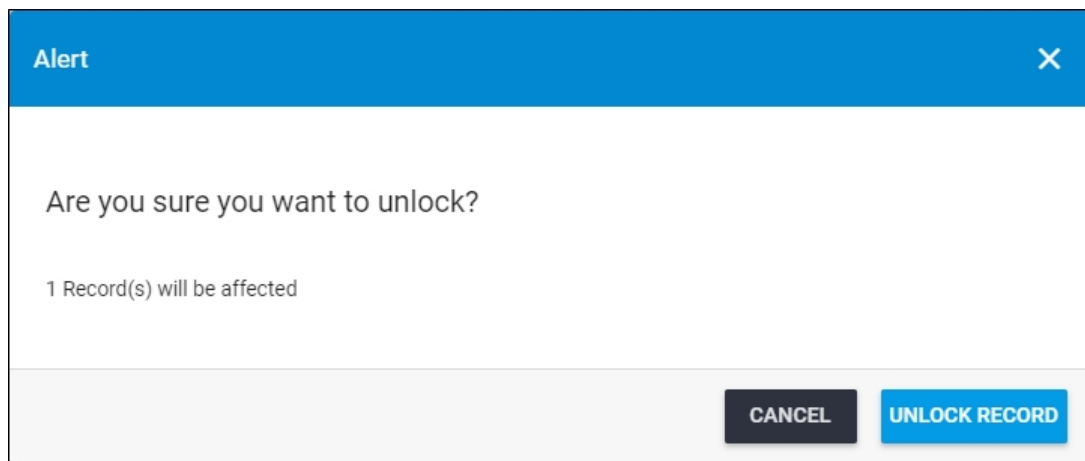 Alert
Are you sure you want to unlock?
1 Record(s) will be affected
CANCEL
UNLOCK RECORD